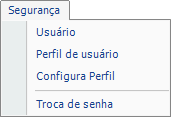 Segurança
Usuário
Perfil de usuário
Configura Perfil
Troca de senha